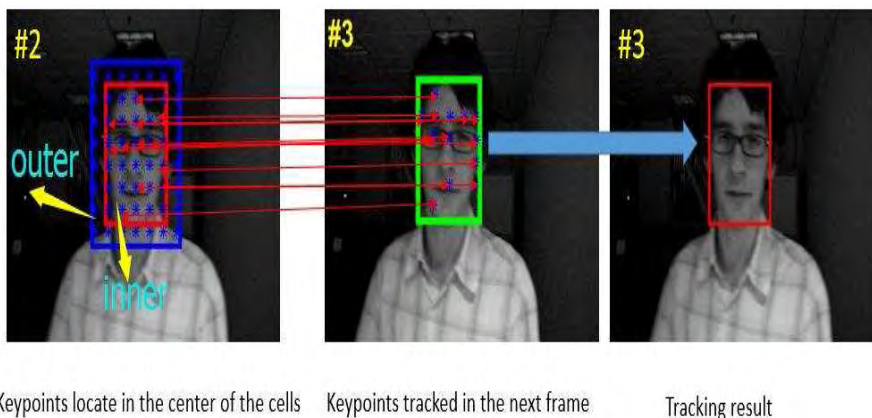 #2
#3
#3
outer
inner
Keypoints locate in the center of the cells
Keypoints tracked in the next frame
Tracking result